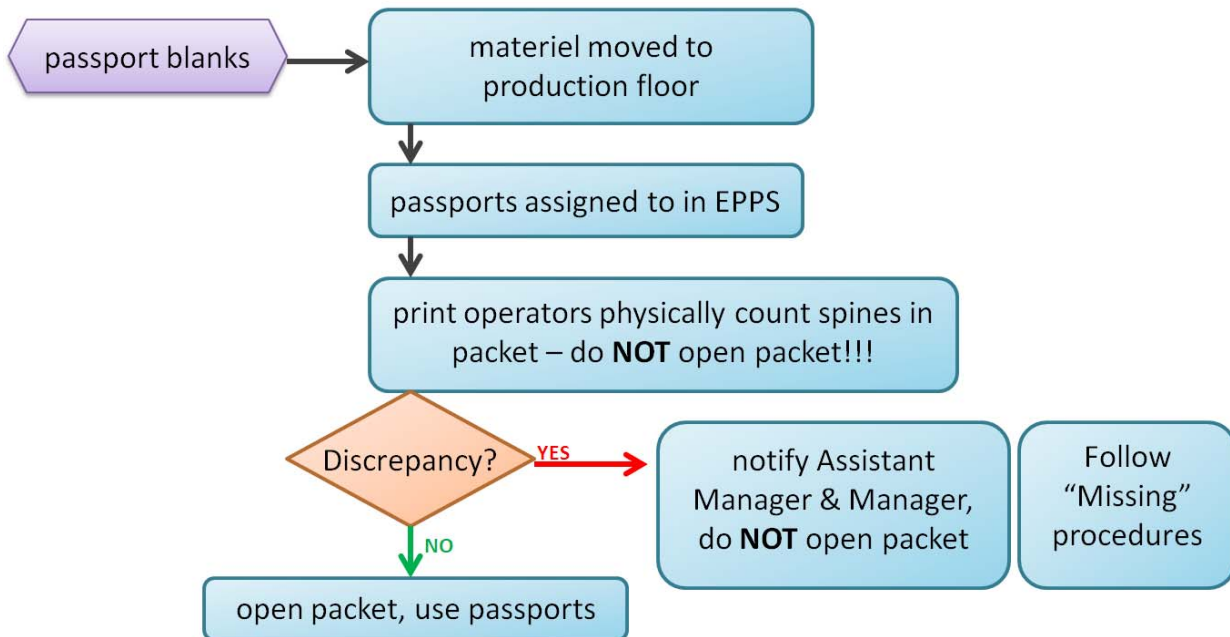 passport blanks
materiel moved to
production floor
passports assigned to in EPPS
print operators physically count spines in
packet – do NOT open packet!!!
Discrepancy?
YES
notify Assistant
Manager & Manager,
do NOT open packet
Follow
“Missing”
procedures
NO
open packet, use passports